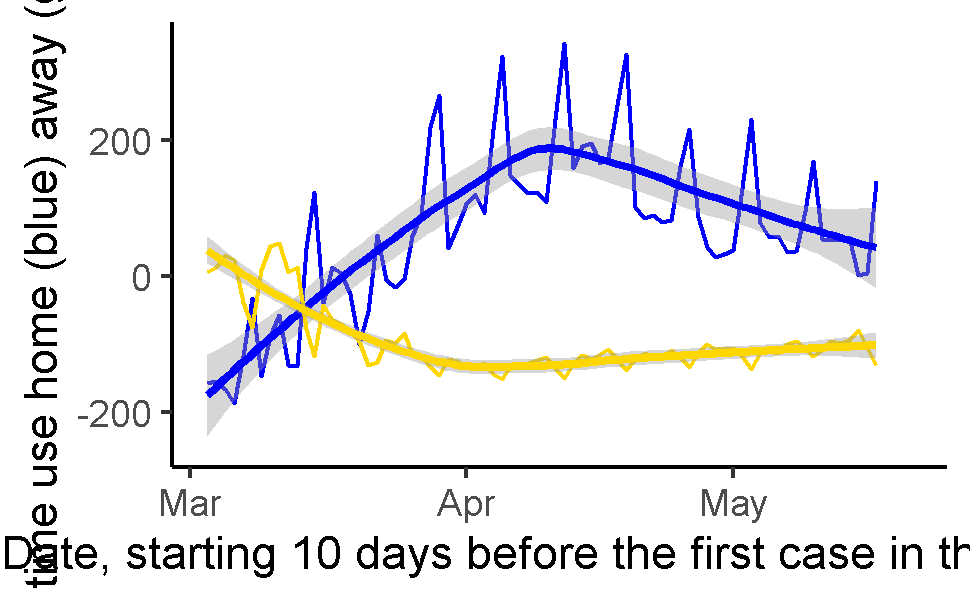 time use home (blue) away (
200
0
-200
Mar Apr May
Date, starting 10 days before the first case in th